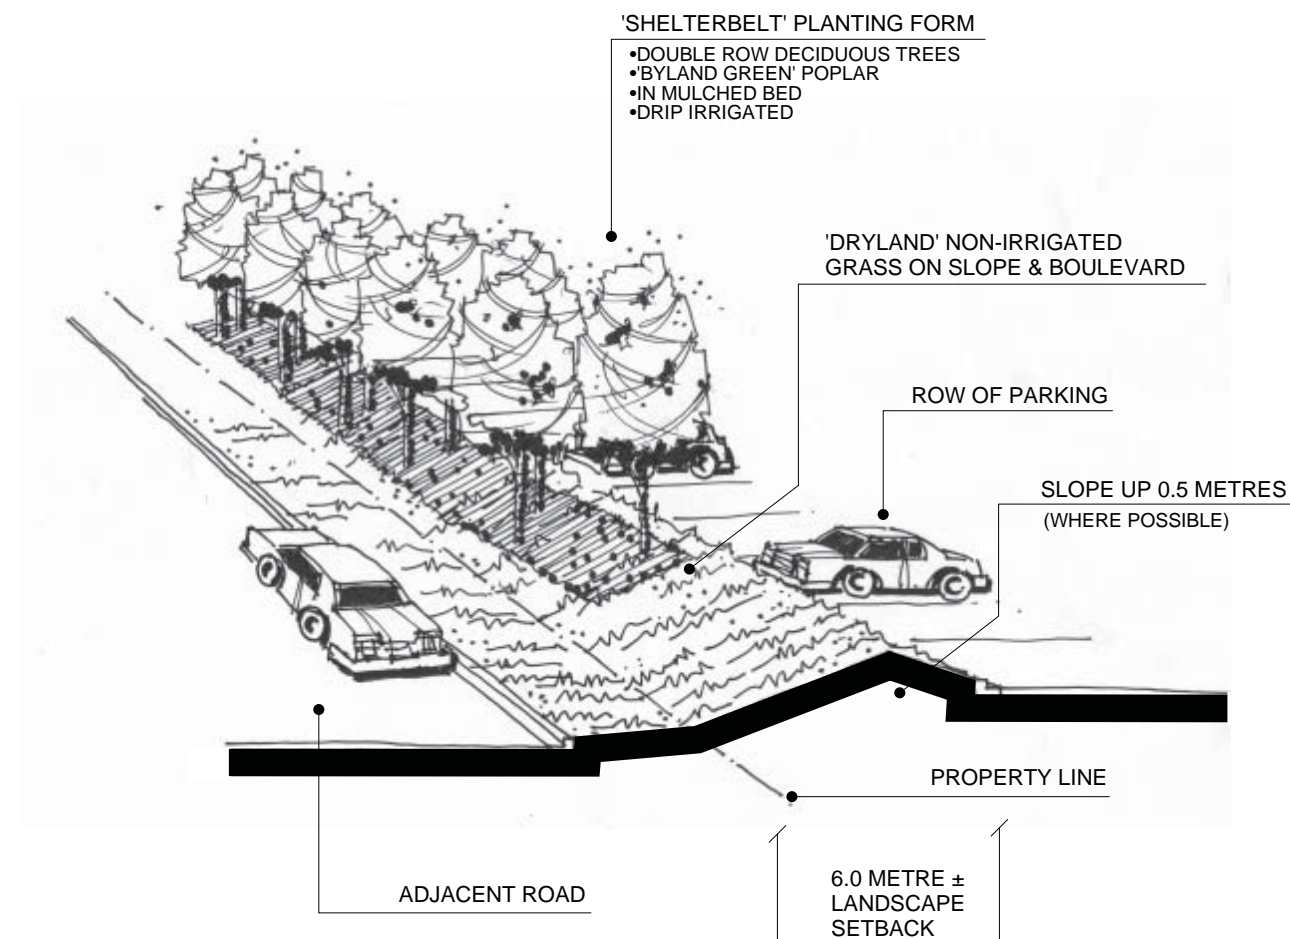 'SHELTERBELT' PLANTING FORM
•DOUBLE ROW DECIDUOUS TREES
•'BYLAND GREEN' POPLAR
•IN MULCHED BED
•DRIP IRRIGATED
'DRYLAND' NON-IRRIGATED
GRASS ON SLOPE & BOULEVARD
ROW OF PARKING
SLOPE UP 0.5 METRES
(WHERE POSSIBLE)
PROPERTY LINE
ADJACENT ROAD
6.0 METRE ±
LANDSCAPE
SETBACK